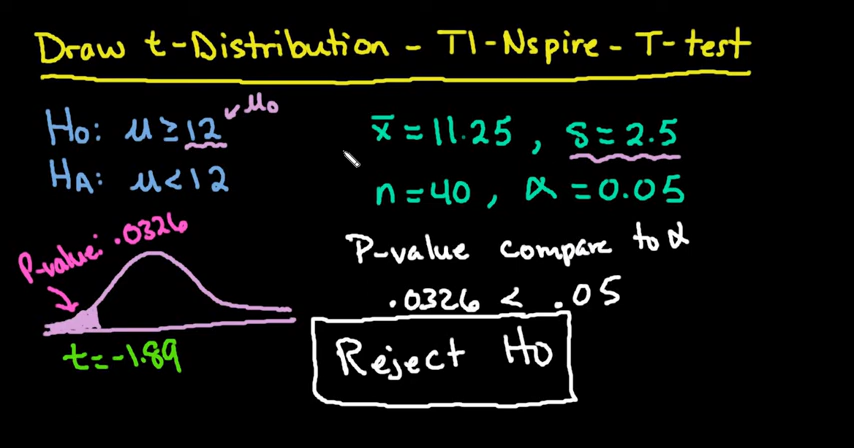 Draw t-Distribution - TI-Nspire - T-test
Ho: μ ≥ 12 ← μo
HA: μ < 12
x̄ = 11.25 , s = 2.5
n = 40 , α = 0.05
P-value: .0326
t = -1.89
P-value compare to α
.0326 < .05
Reject Ho